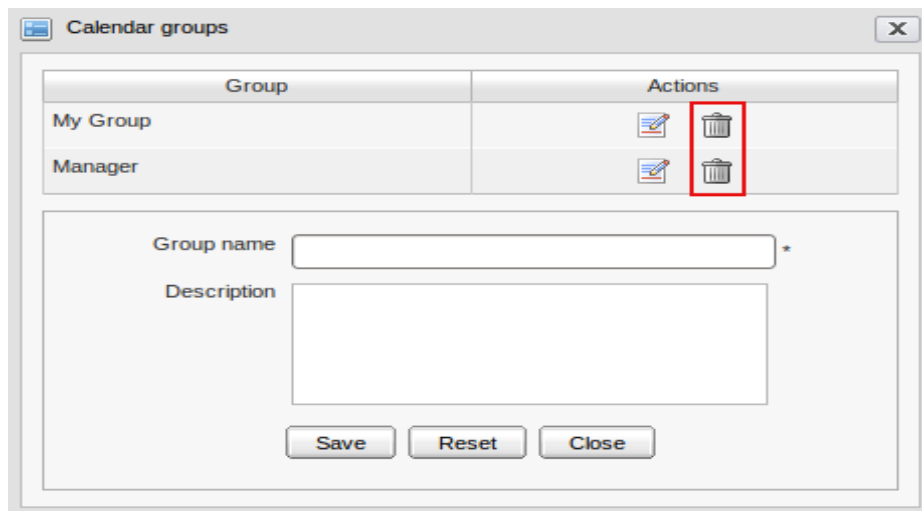 Calendar groups
Group Actions
My Group
Manager
Group name *
Description
Save Reset Close